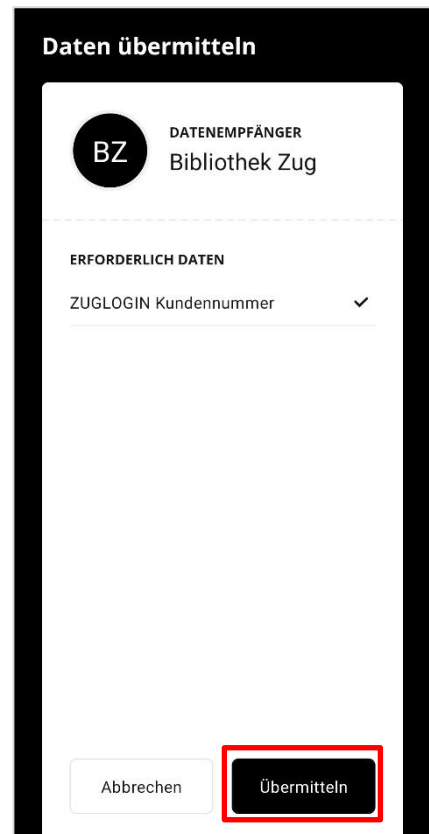 Daten übermitteln
BZ
DATENEMPFÄNGER
Bibliothek Zug
ERFORDERLICH DATEN
ZUGLOGIN Kundennummer
Abbrechen
Übermitteln